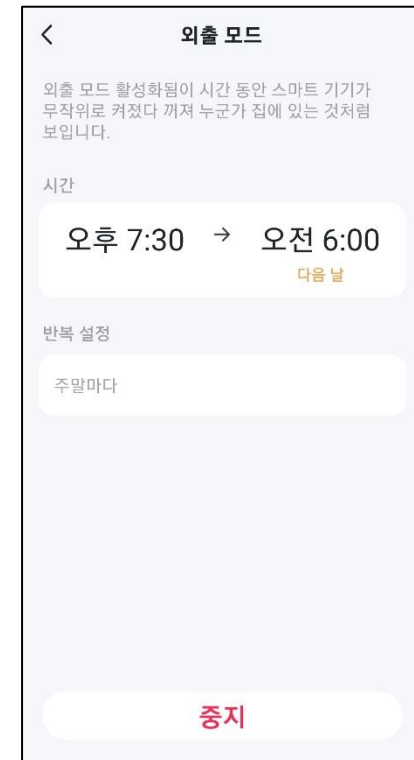 외출 모드
외출 모드 활성화됨이 시간 동안 스마트 기기가
무작위로 켜졌다 꺼져 누군가 집에 있는 것처럼
보입니다.
시간
오후 7:30 → 오전 6:00
다음 날
반복 설정
주말마다
중지